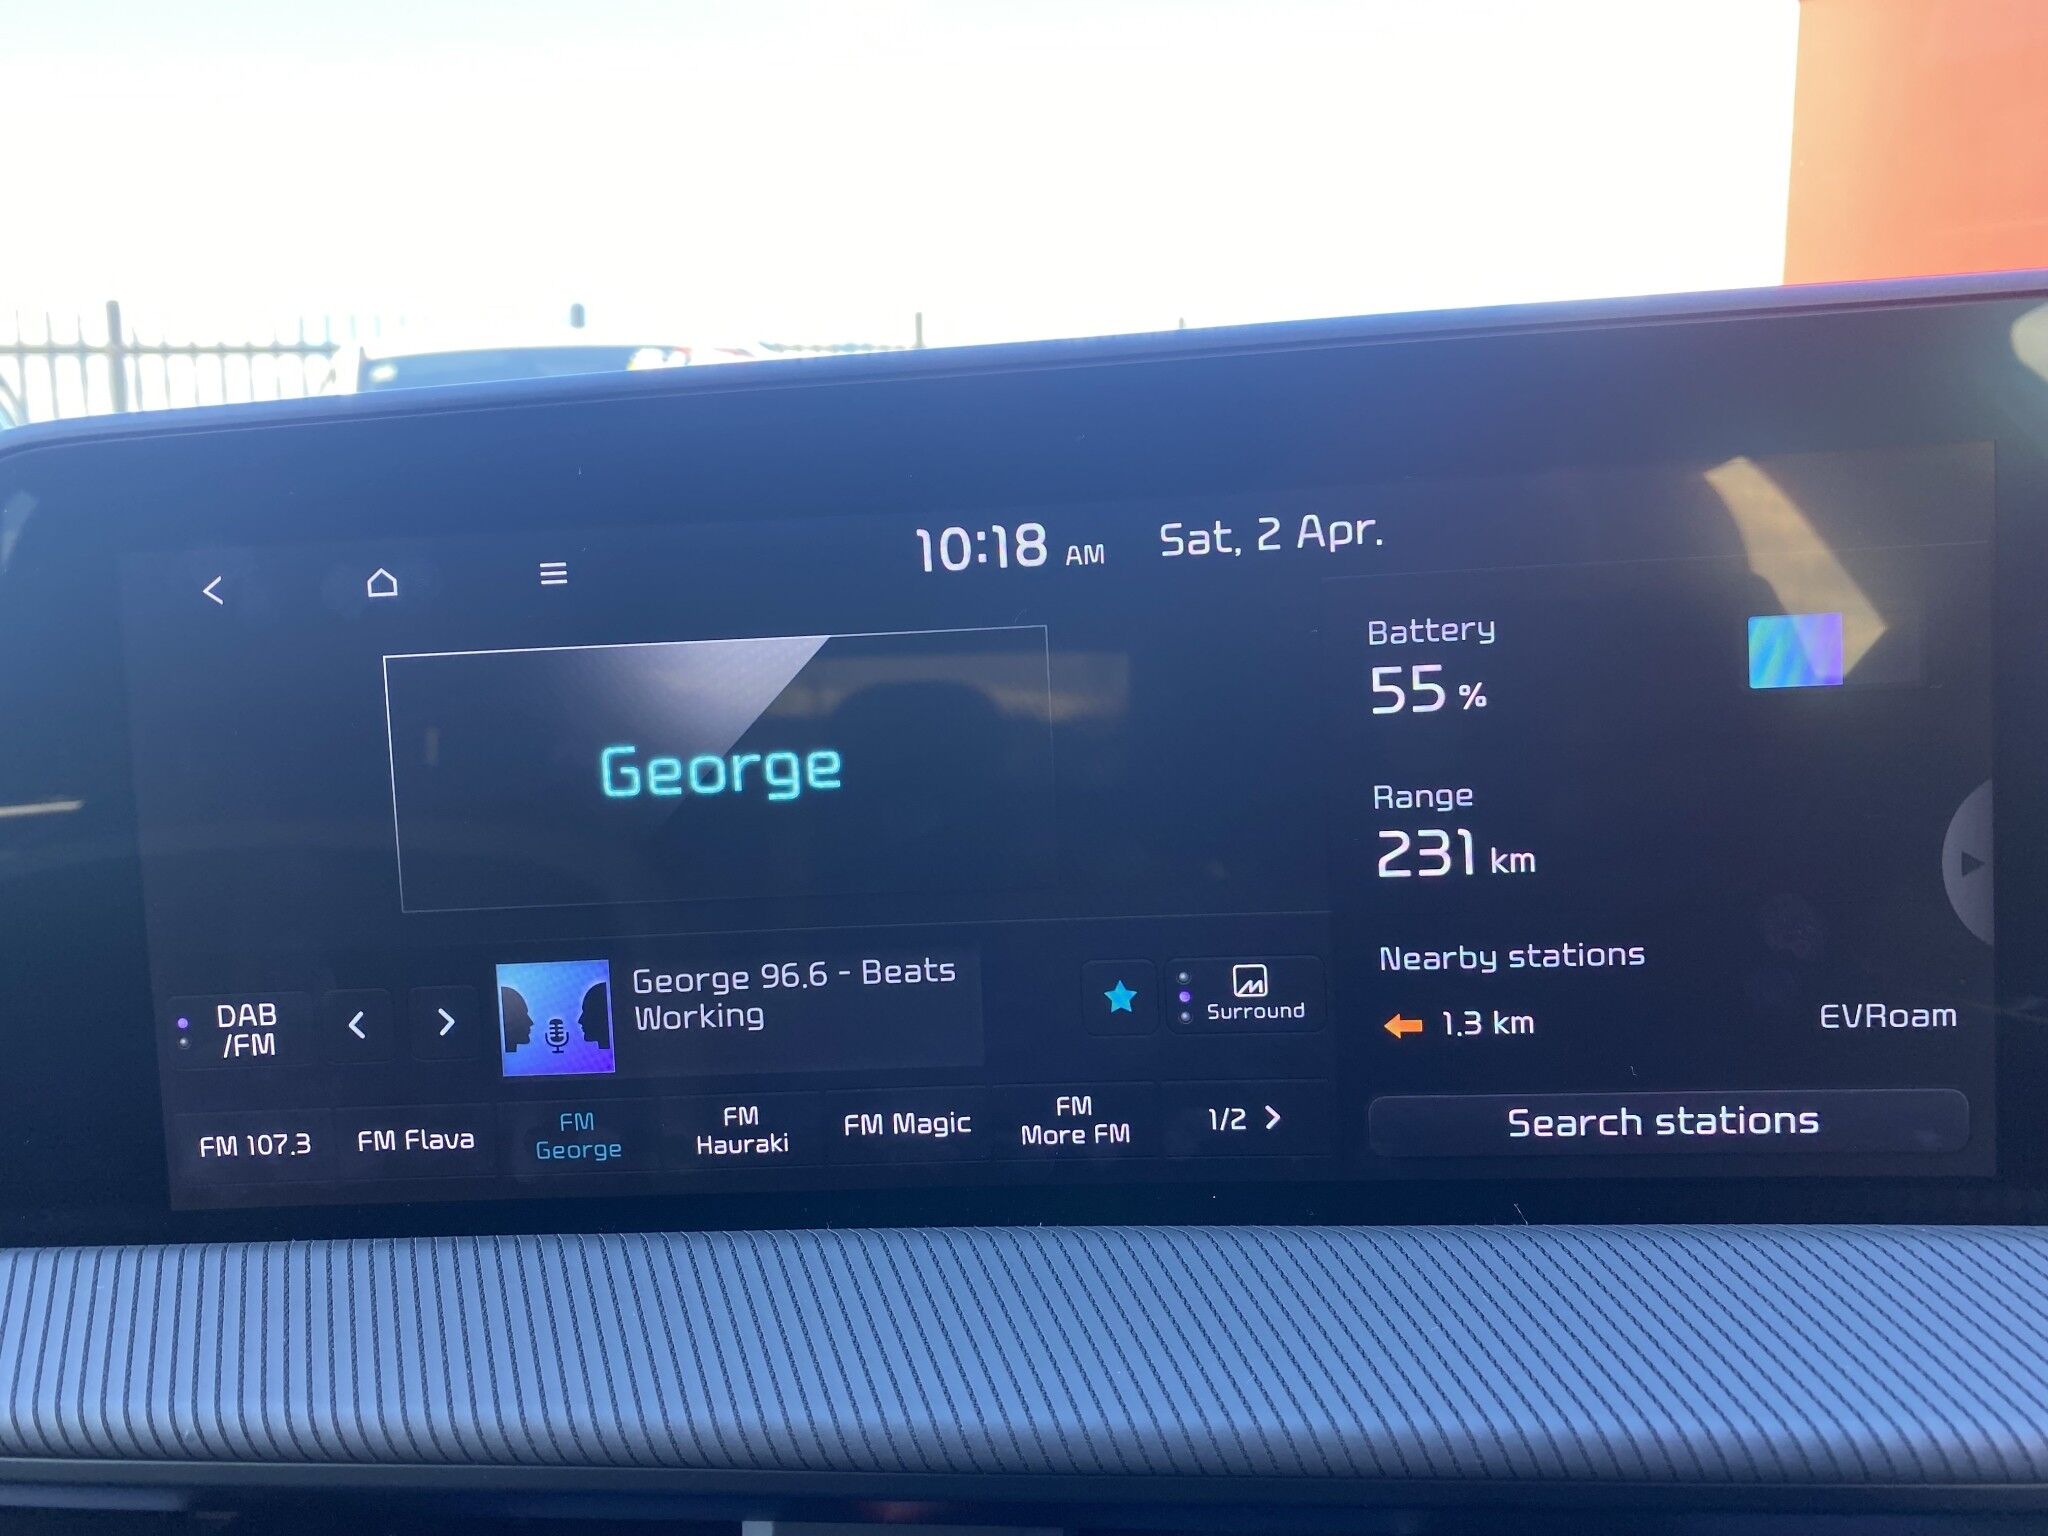 10:18 AM Sat, 2 Apr.
George
DAB
/FM
George 96.6 - Beats
Working
Surround
FM 107.3
FM Flava
FM
George
FM
Hauraki
FM Magic
FM
More FM
1/2
Battery
55 %
Range
231 km
Nearby stations
1.3 km
EVRoam
Search stations